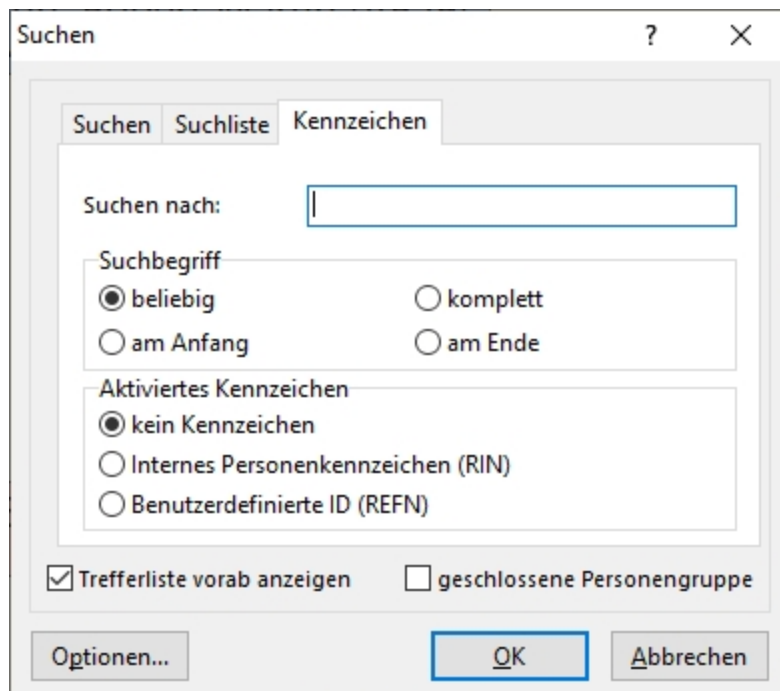 Suchen
?
Suchen Suchliste Kennzeichen
Suchen nach:
Suchbegriff
beliebig komplett
am Anfang am Ende
Aktiviertes Kennzeichen
kein Kennzeichen
Internes Personenkennzeichen (RIN)
Benutzerdefinierte ID (REFN)
Trefferliste vorab anzeigen geschlossene Personengruppe
Optionen... OK Abbrechen